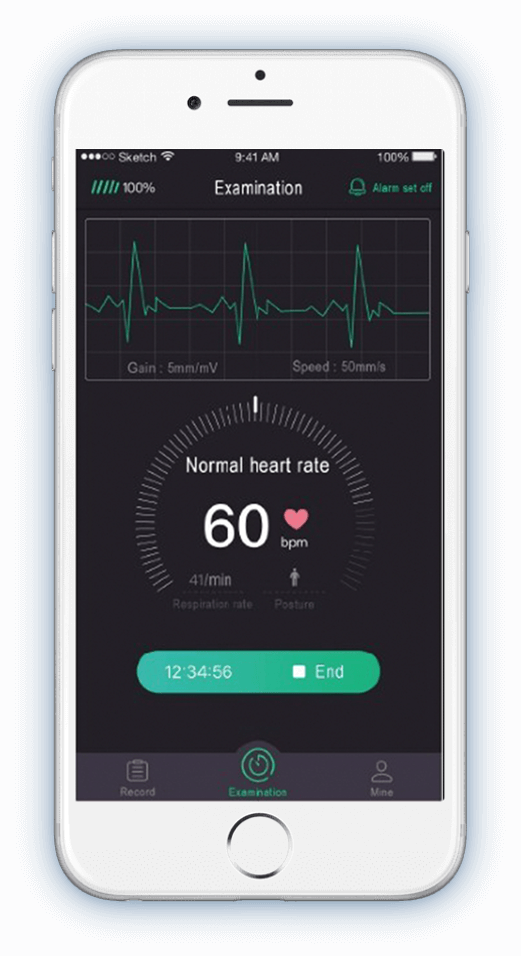 Sketch 9:41 AM 100%
100% Examination Alarm set off
Gain : 5mm/mV Speed : 50mm/s
Normal heart rate
60
bpm
41/min
Respiration rate Posture
12:34:56 End
Record Examination Mine